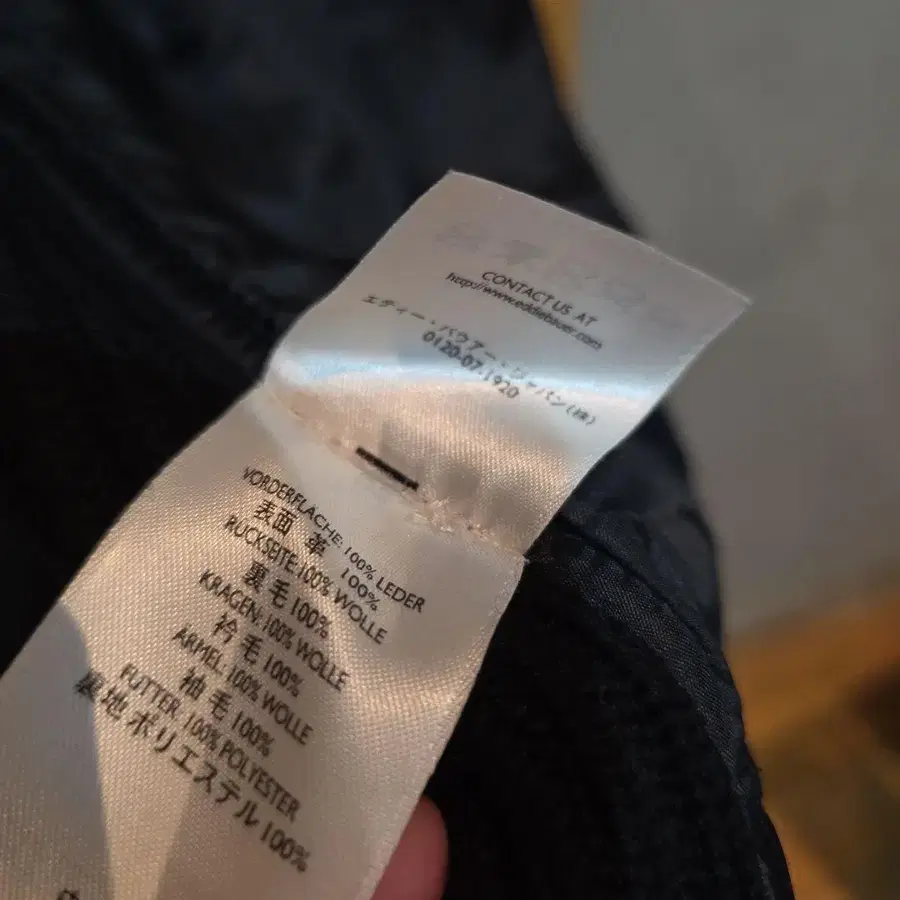 CONTACT US AT
http://www.eddiebauer.com
エディー・バウアー・ジャパン(株)
0120-07-1920
VORDERFLACHE: 100% LEDER
表面 革 100%
RUCKSEITE: 100% WOLLE
裏毛 100%
KRAGEN: 100% WOLLE
衿 毛 100%
ARMEL: 100% WOLLE
袖 毛 100%
FUTTER: 100% POLYESTER
裏地 ポリエステル 100%